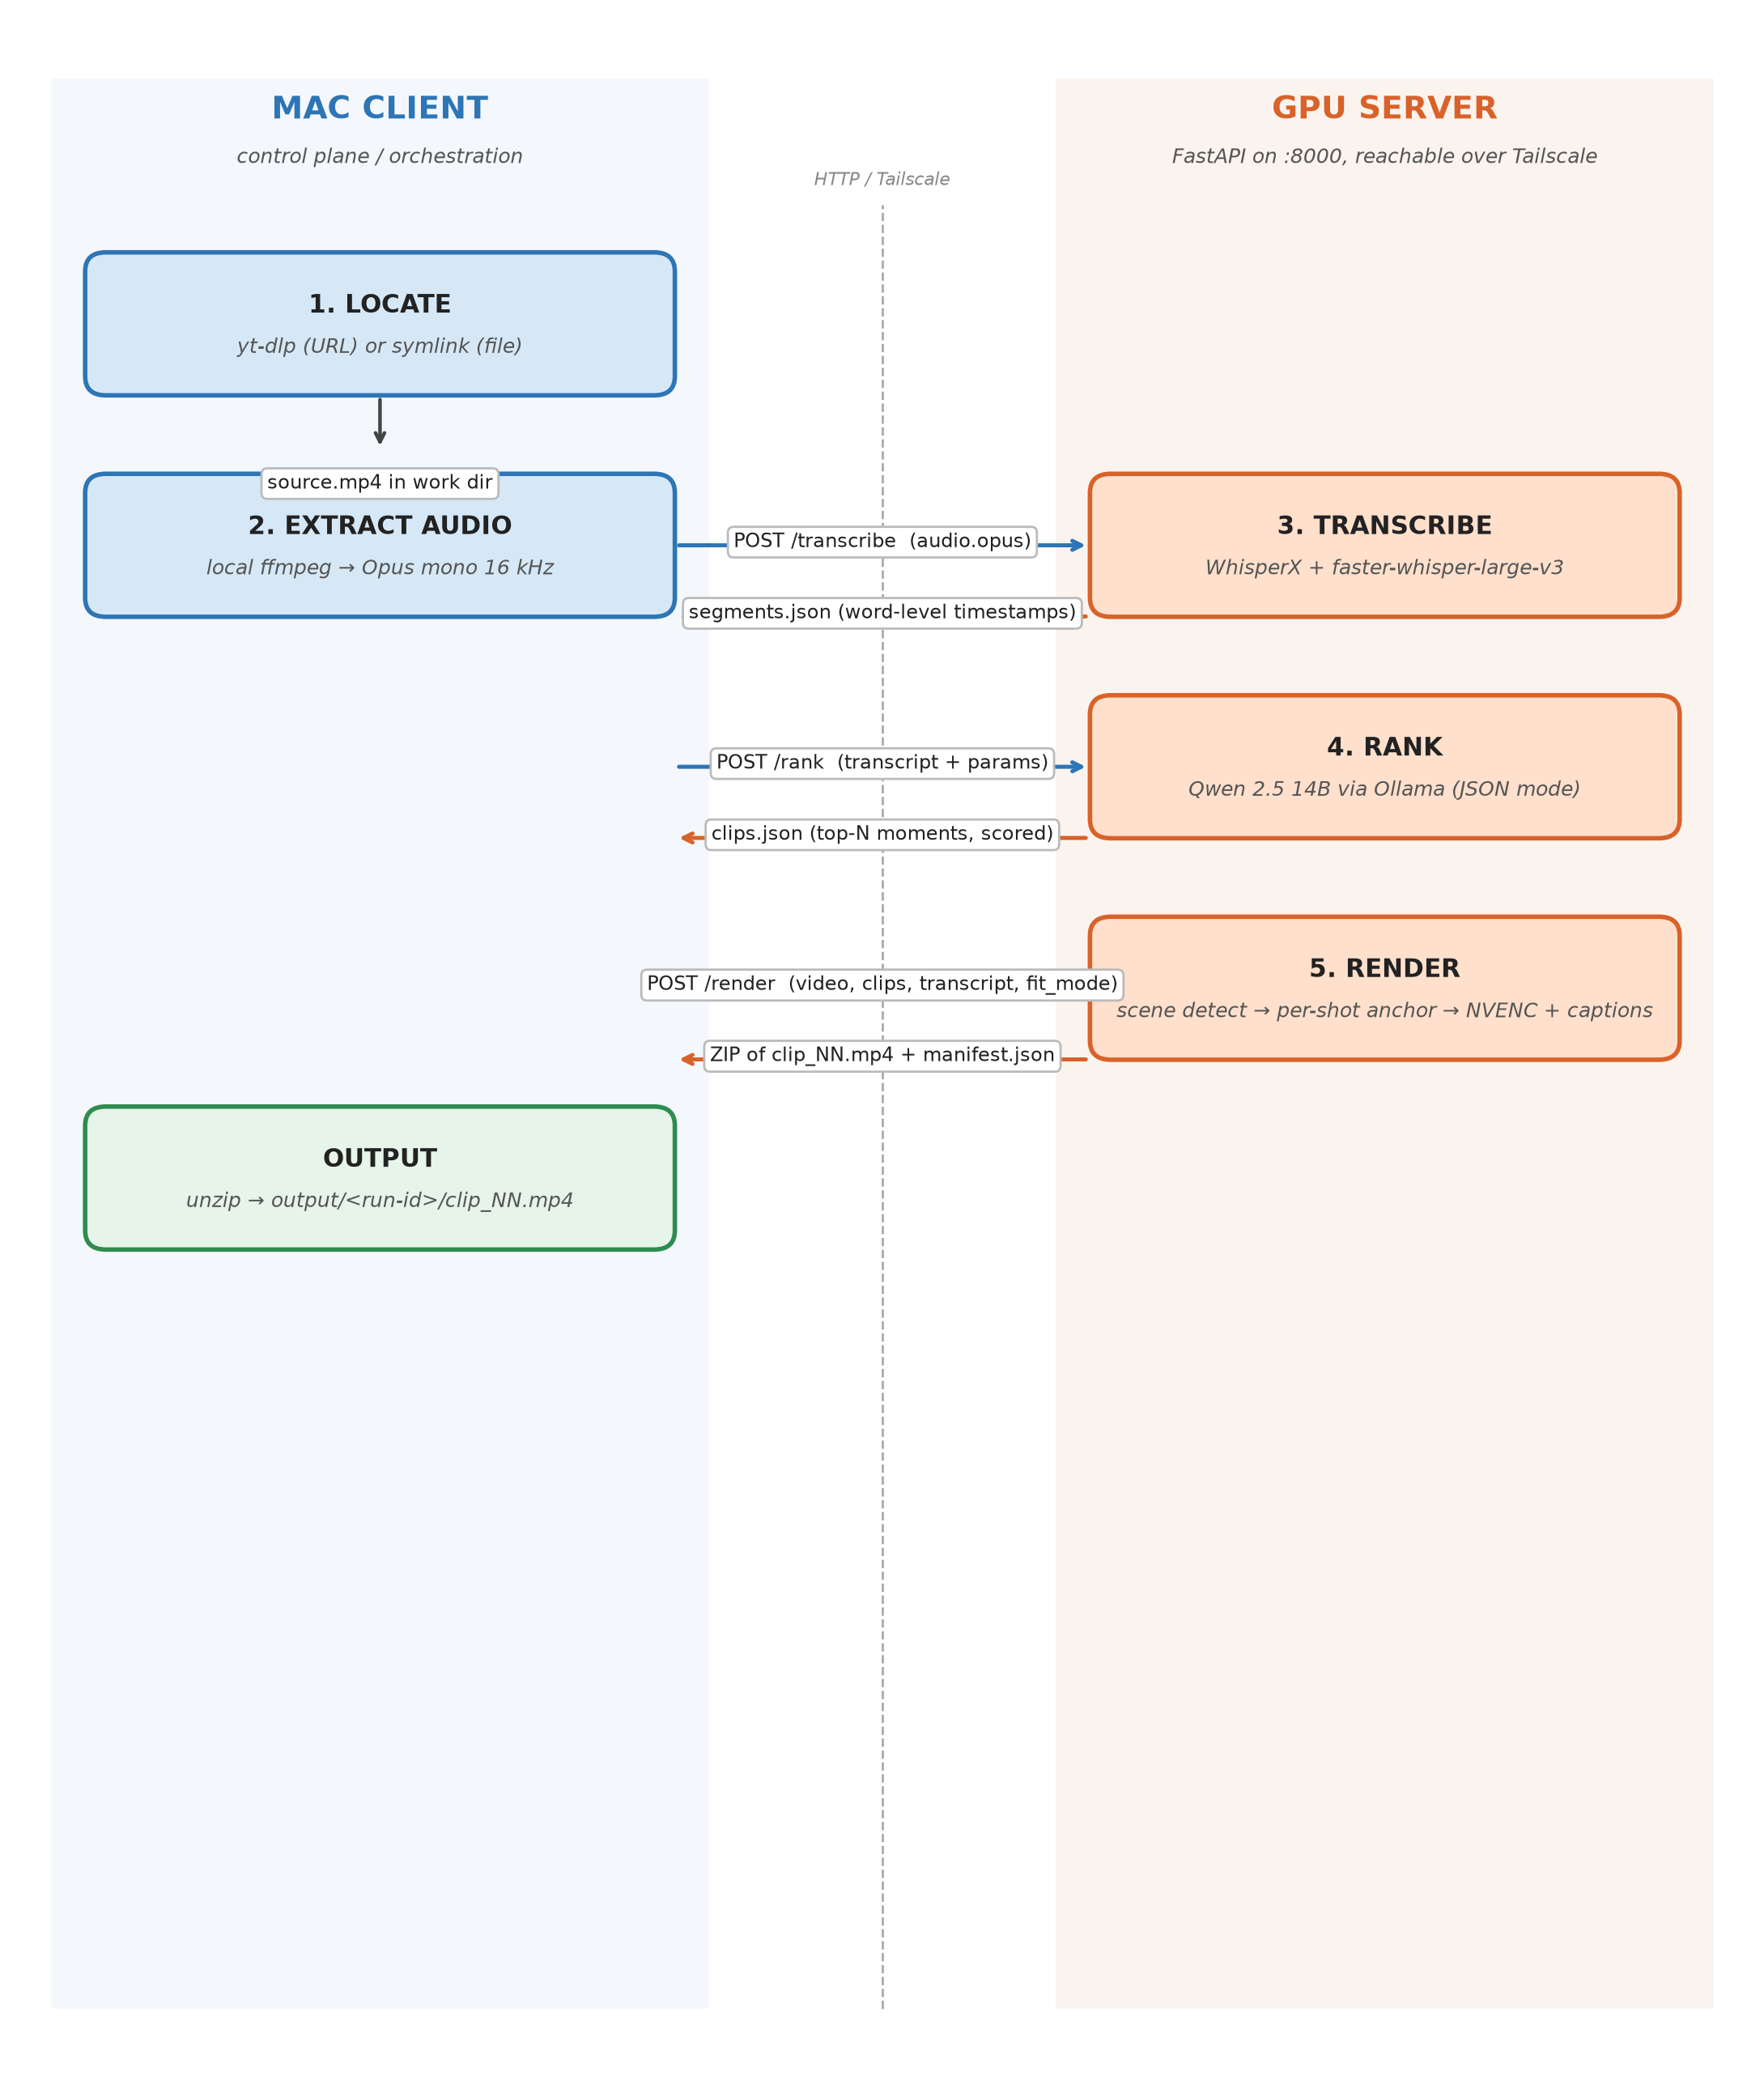 MAC CLIENT
control plane / orchestration
GPU SERVER
FastAPI on :8000, reachable over Tailscale
HTTP / Tailscale
1. LOCATE
yt-dlp (URL) or symlink (file)
source.mp4 in work dir
2. EXTRACT AUDIO
local ffmpeg → Opus mono 16 kHz
POST /transcribe  (audio.opus)
3. TRANSCRIBE
WhisperX + faster-whisper-large-v3
segments.json (word-level timestamps)
POST /rank  (transcript + params)
4. RANK
Qwen 2.5 14B via Ollama (JSON mode)
clips.json (top-N moments, scored)
POST /render  (video, clips, transcript, fit_mode)
5. RENDER
scene detect → per-shot anchor → NVENC + captions
ZIP of clip_NN.mp4 + manifest.json
OUTPUT
unzip → output/<run-id>/clip_NN.mp4